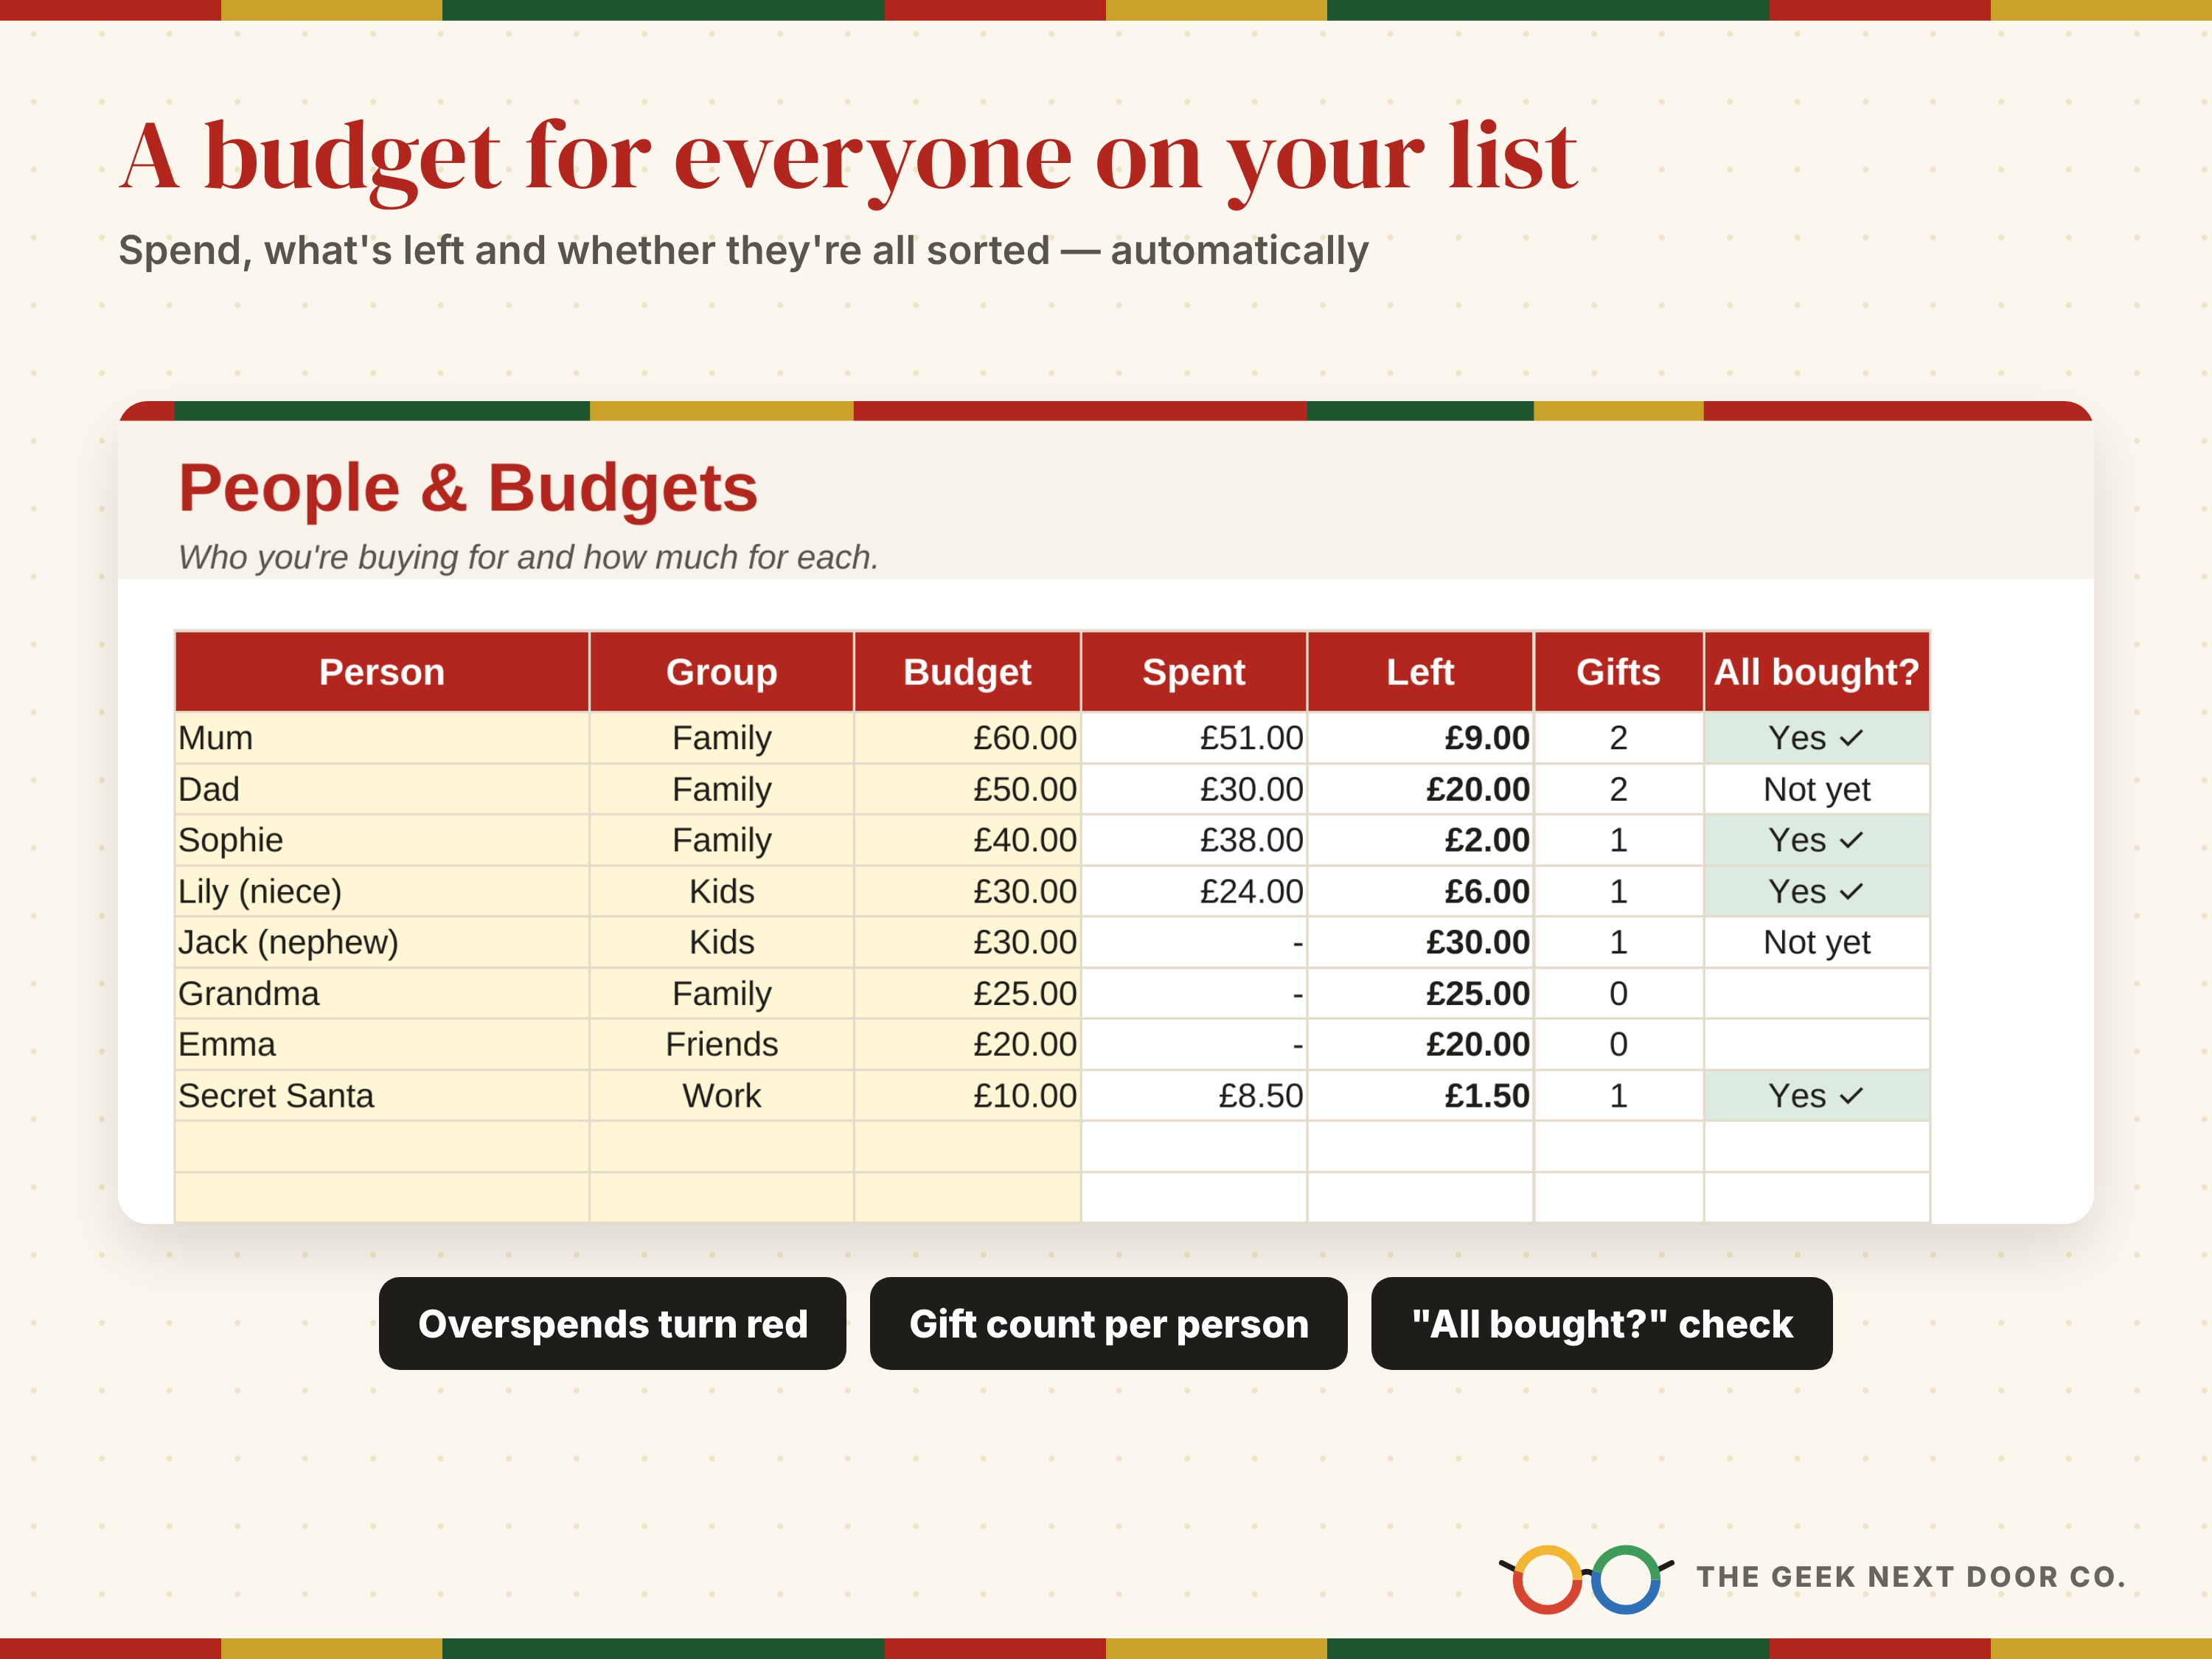 A budget for everyone on your list
Spend, what's left and whether they're all sorted — automatically
People & Budgets
Who you're buying for and how much for each.
Person Group Budget Spent Left Gifts All bought?
Mum Family £60.00 £51.00 £9.00 2 Yes ✓
Dad Family £50.00 £30.00 £20.00 2 Not yet
Sophie Family £40.00 £38.00 £2.00 1 Yes ✓
Lily (niece) Kids £30.00 £24.00 £6.00 1 Yes ✓
Jack (nephew) Kids £30.00 - £30.00 1 Not yet
Grandma Family £25.00 - £25.00 0
Emma Friends £20.00 - £20.00 0
Secret Santa Work £10.00 £8.50 £1.50 1 Yes ✓
Overspends turn red Gift count per person "All bought?" check
THE GEEK NEXT DOOR CO.